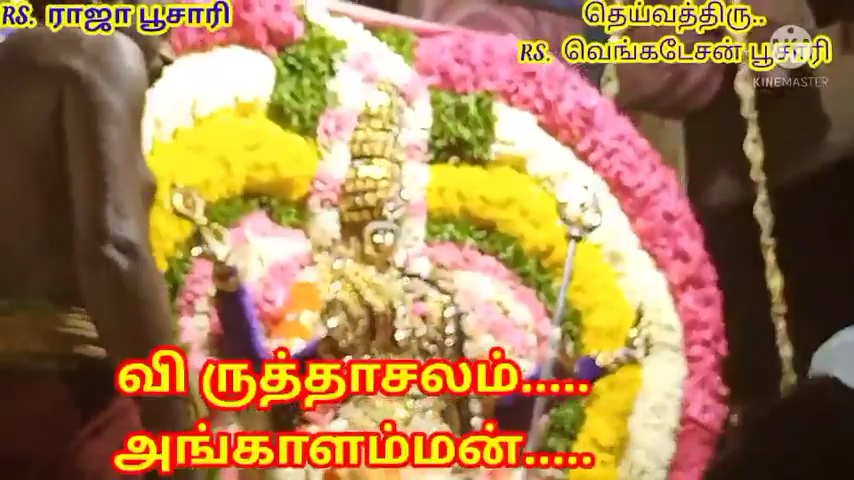 RS. ராஜா பூசாரி
தெய்வத்திரு..
RS. வெங்கடேசன் பூசாரி
KINEMASTER
வி ருத்தாசலம்.....
அங்காளம்மன்.....